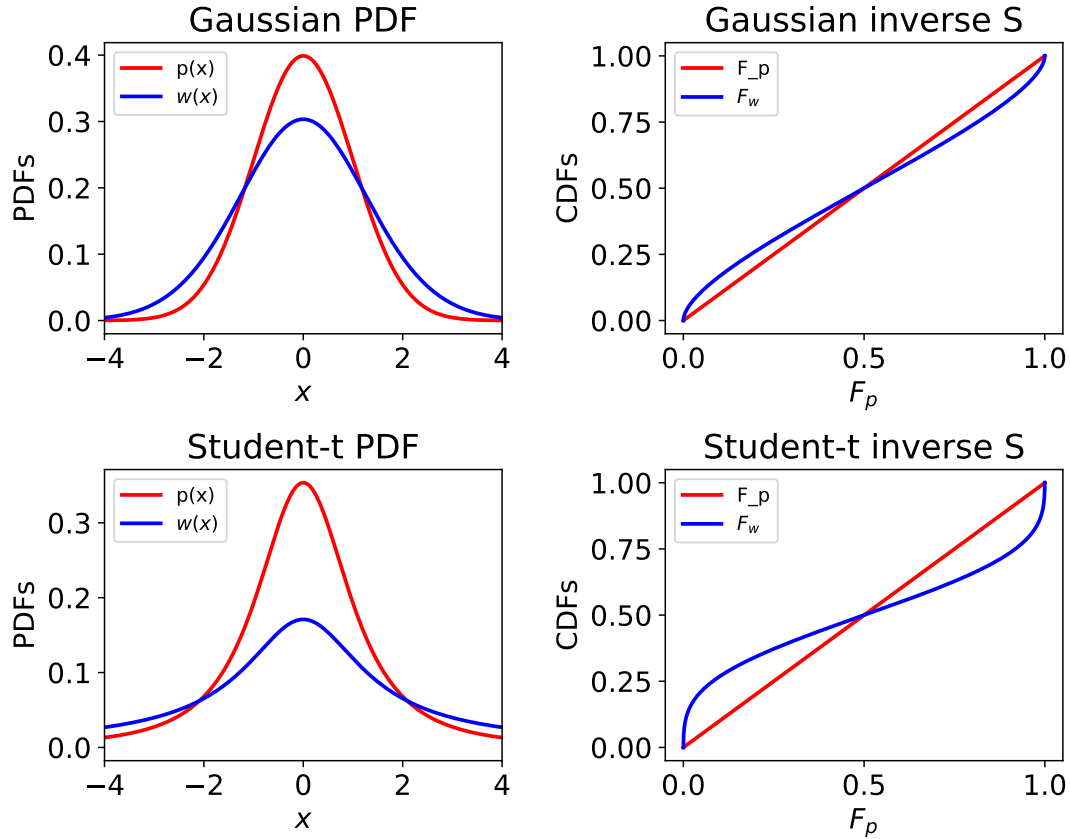 Gaussian PDF
p(x)
w(x)
PDFs
0.4
0.3
0.2
0.1
0.0
−4
−2
0
2
4
x
Gaussian inverse S
F_p
F_w
CDFs
1.00
0.75
0.50
0.25
0.00
0.0
0.5
1.0
F_p
Student-t PDF
p(x)
w(x)
PDFs
0.3
0.2
0.1
0.0
−4
−2
0
2
4
x
Student-t inverse S
F_p
F_w
CDFs
1.00
0.75
0.50
0.25
0.00
0.0
0.5
1.0
F_p